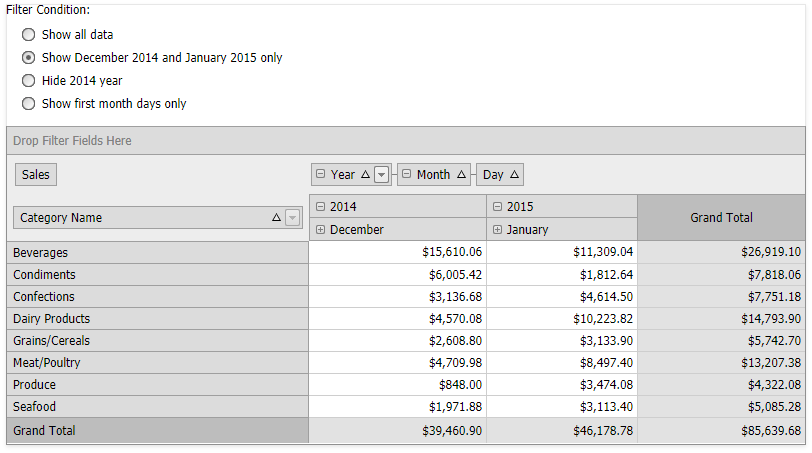 Filter Condition:
Show all data
Show December 2014 and January 2015 only
Hide 2014 year
Show first month days only
Drop Filter Fields Here
Sales Year Month Day
Category Name
2014 2015 Grand Total
December January
Beverages $15,610.06 $11,309.04 $26,919.10
Condiments $6,005.42 $1,812.64 $7,818.06
Confections $3,136.68 $4,614.50 $7,751.18
Dairy Products $4,570.08 $10,223.82 $14,793.90
Grains/Cereals $2,608.80 $3,133.90 $5,742.70
Meat/Poultry $4,709.98 $8,497.40 $13,207.38
Produce $848.00 $3,474.08 $4,322.08
Seafood $1,971.88 $3,113.40 $5,085.28
Grand Total $39,460.90 $46,178.78 $85,639.68